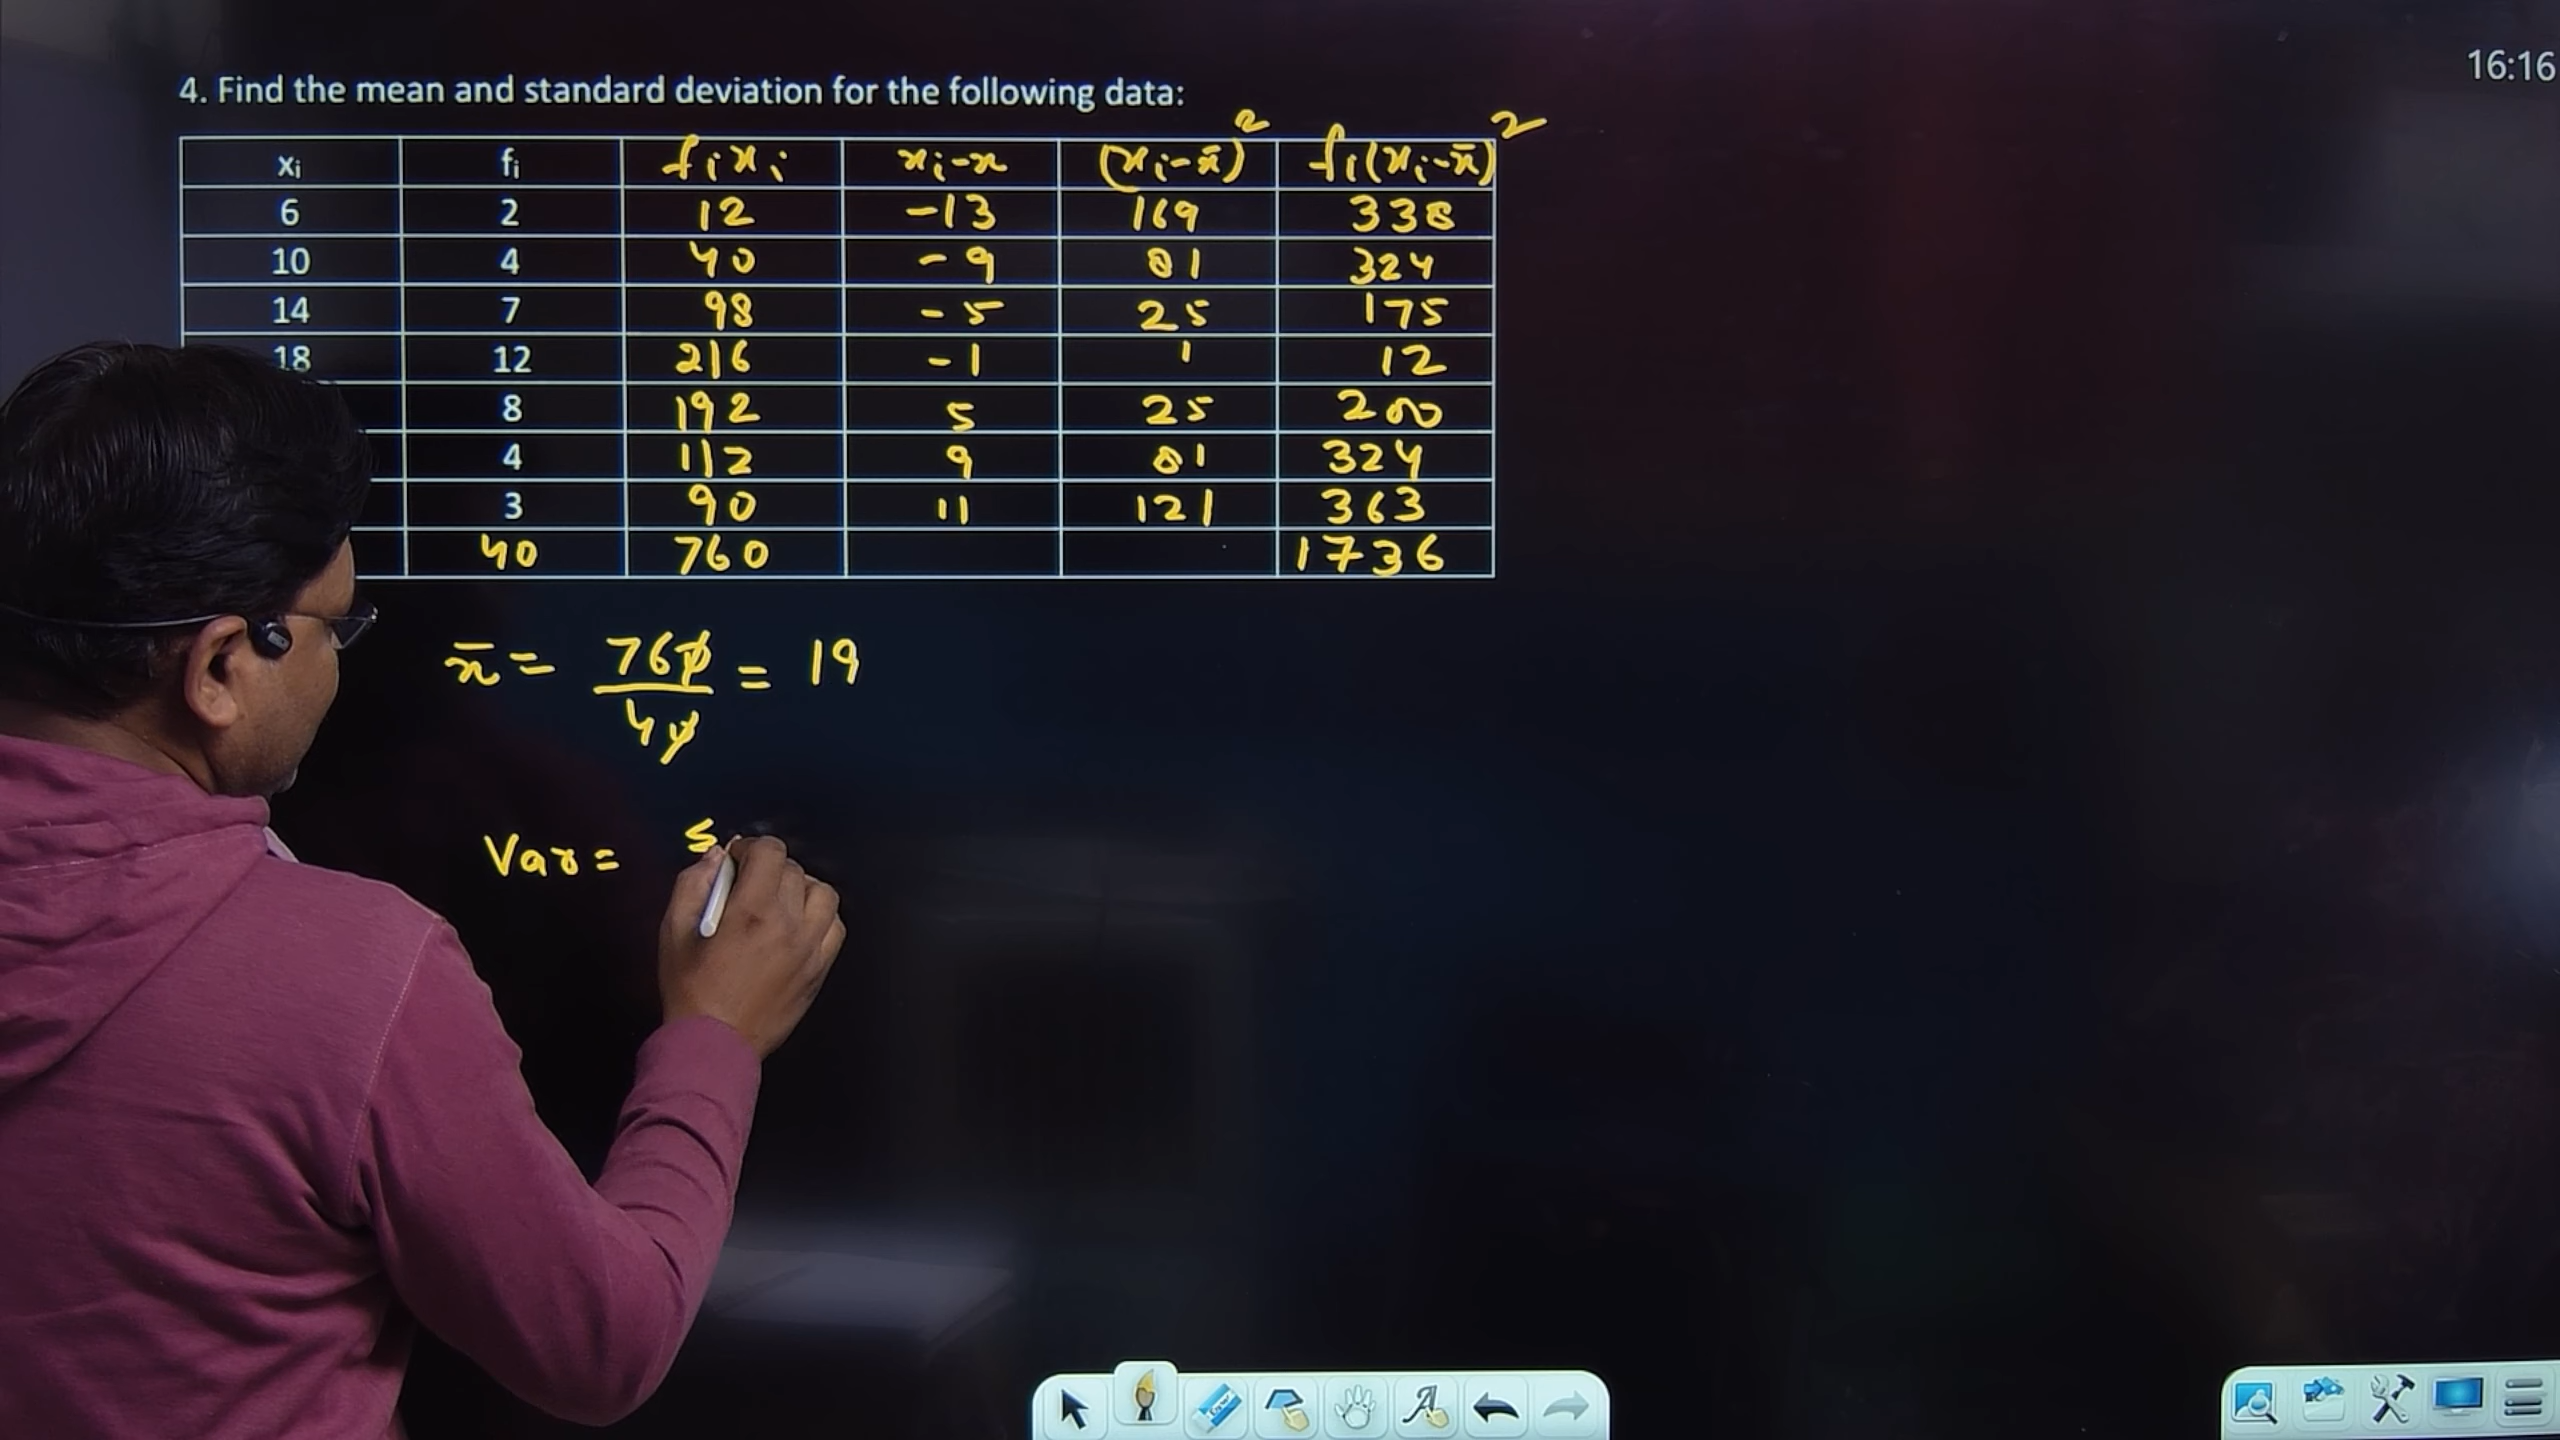 16:16
4. Find the mean and standard deviation for the following data:
xᵢ fᵢ fᵢxᵢ xᵢ-x (xᵢ-x̄)² fᵢ(xᵢ-x̄)²
6 2 12 -13 169 338
10 4 40 -9 81 324
14 7 98 -5 25 175
18 12 216 -1 1 12
8 192 5 25 200
4 112 9 81 324
3 90 11 121 363
40 760 1736
x̄ = 760/40 = 19
Var =